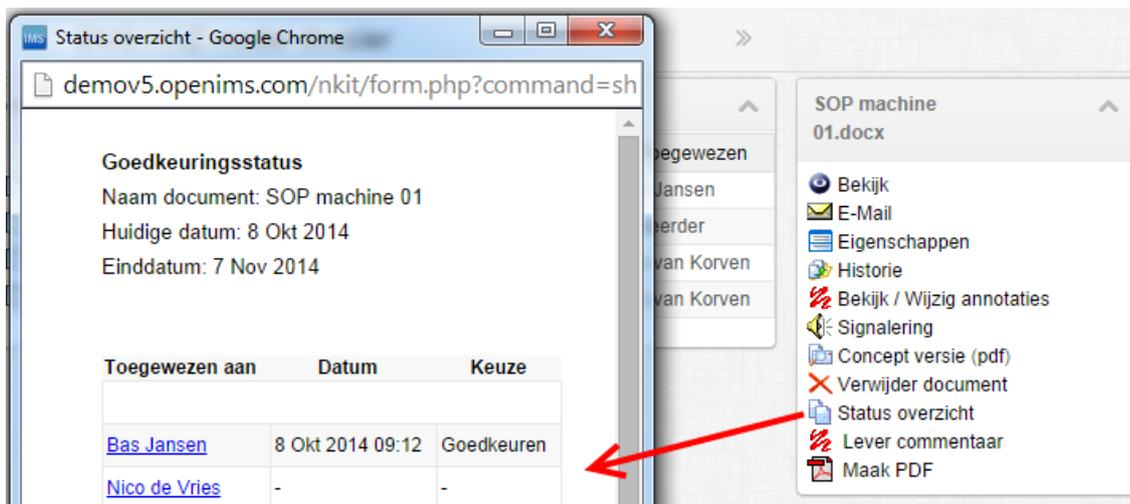 Status overzicht - Google Chrome
demov5.openims.com/nkit/form.php?command=sh
Goedkeuringsstatus
Naam document: SOP machine 01
Huidige datum: 8 Okt 2014
Einddatum: 7 Nov 2014
Toegewezen aan Datum Keuze
Bas Jansen 8 Okt 2014 09:12 Goedkeuren
Nico de Vries - -
Jansen
van Korven
van Korven
SOP machine
01.docx
Bekijk
E-Mail
Eigenschappen
Historie
Bekijk / Wijzig annotaties
Signalering
Concept versie (pdf)
Verwijder document
Status overzicht
Lever commentaar
Maak PDF